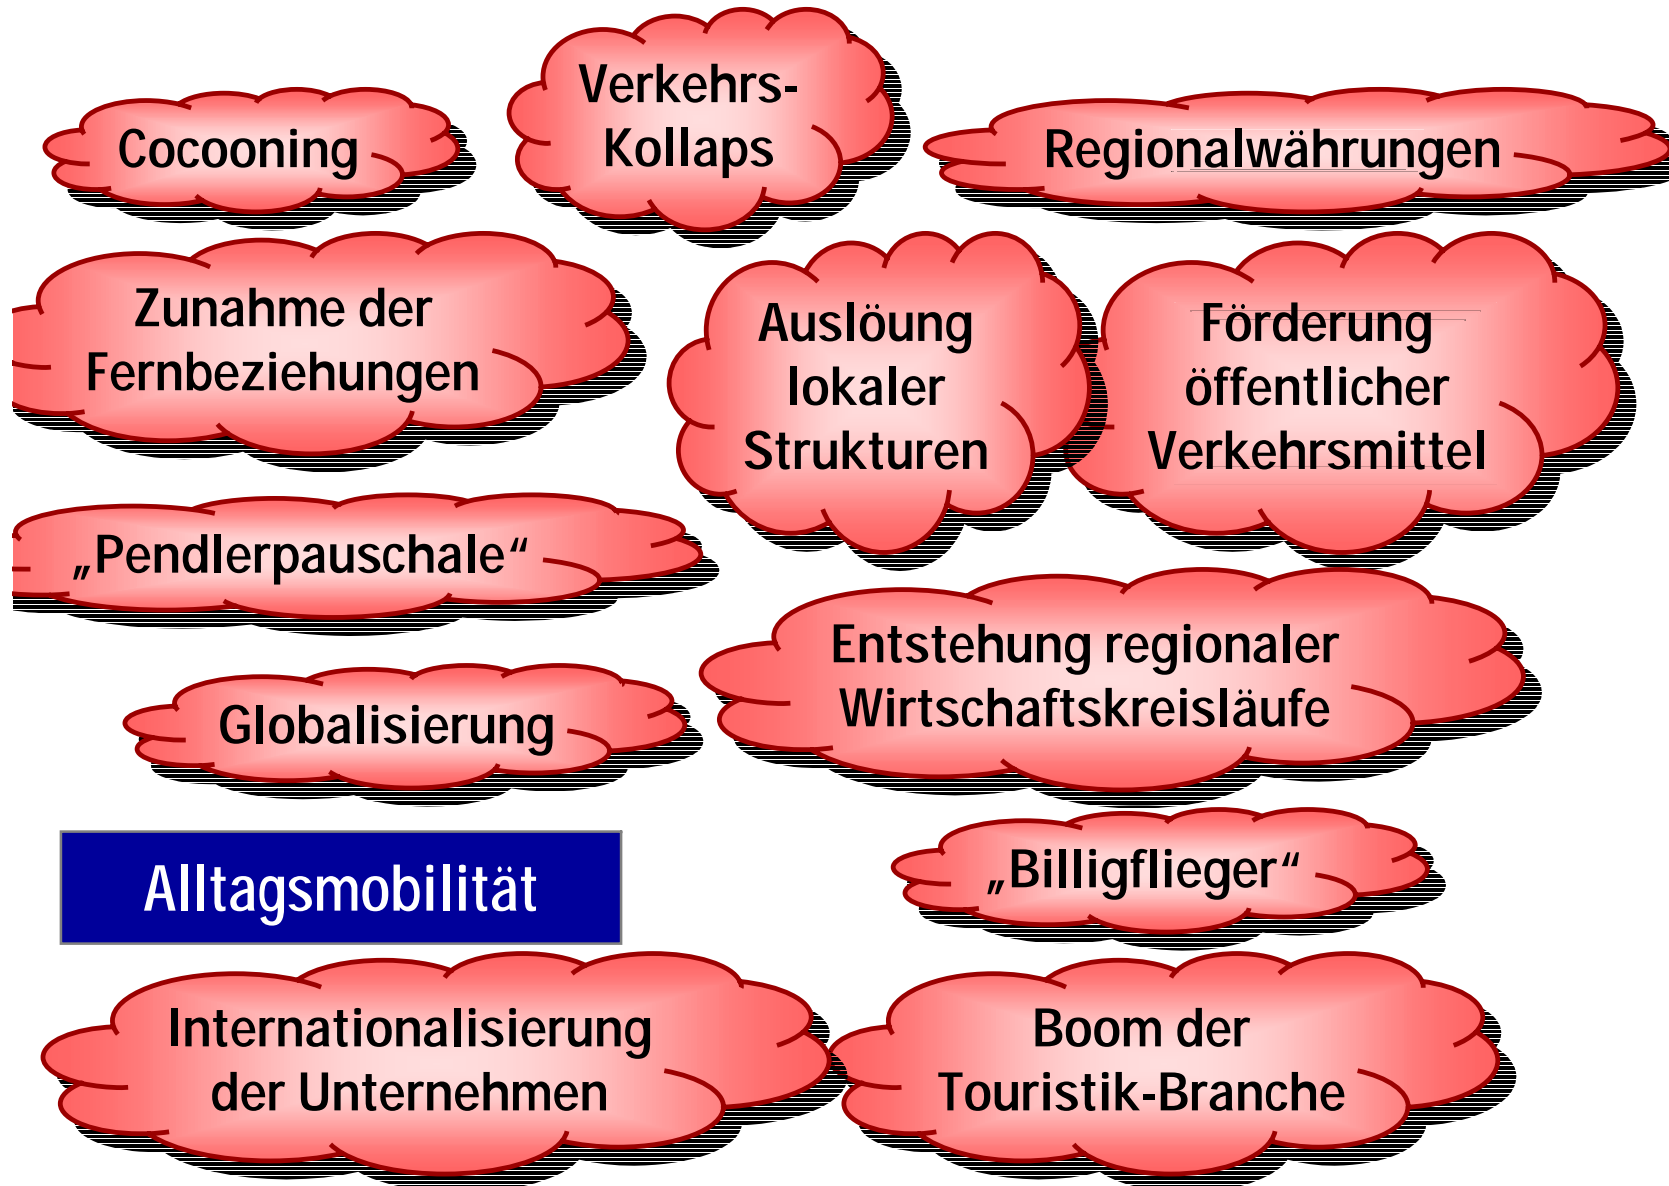 Cocooning
Verkehrs-
Kollaps
Regionalwährungen
Zunahme der
Fernbeziehungen
Auslöung
lokaler
Strukturen
Förderung
öffentlicher
Verkehrsmittel
„Pendlerpauschale“
Entstehung regionaler
Wirtschaftskreisläufe
Globalisierung
Alltagsmobilität
„Billigflieger“
Internationalisierung
der Unternehmen
Boom der
Touristik-Branche